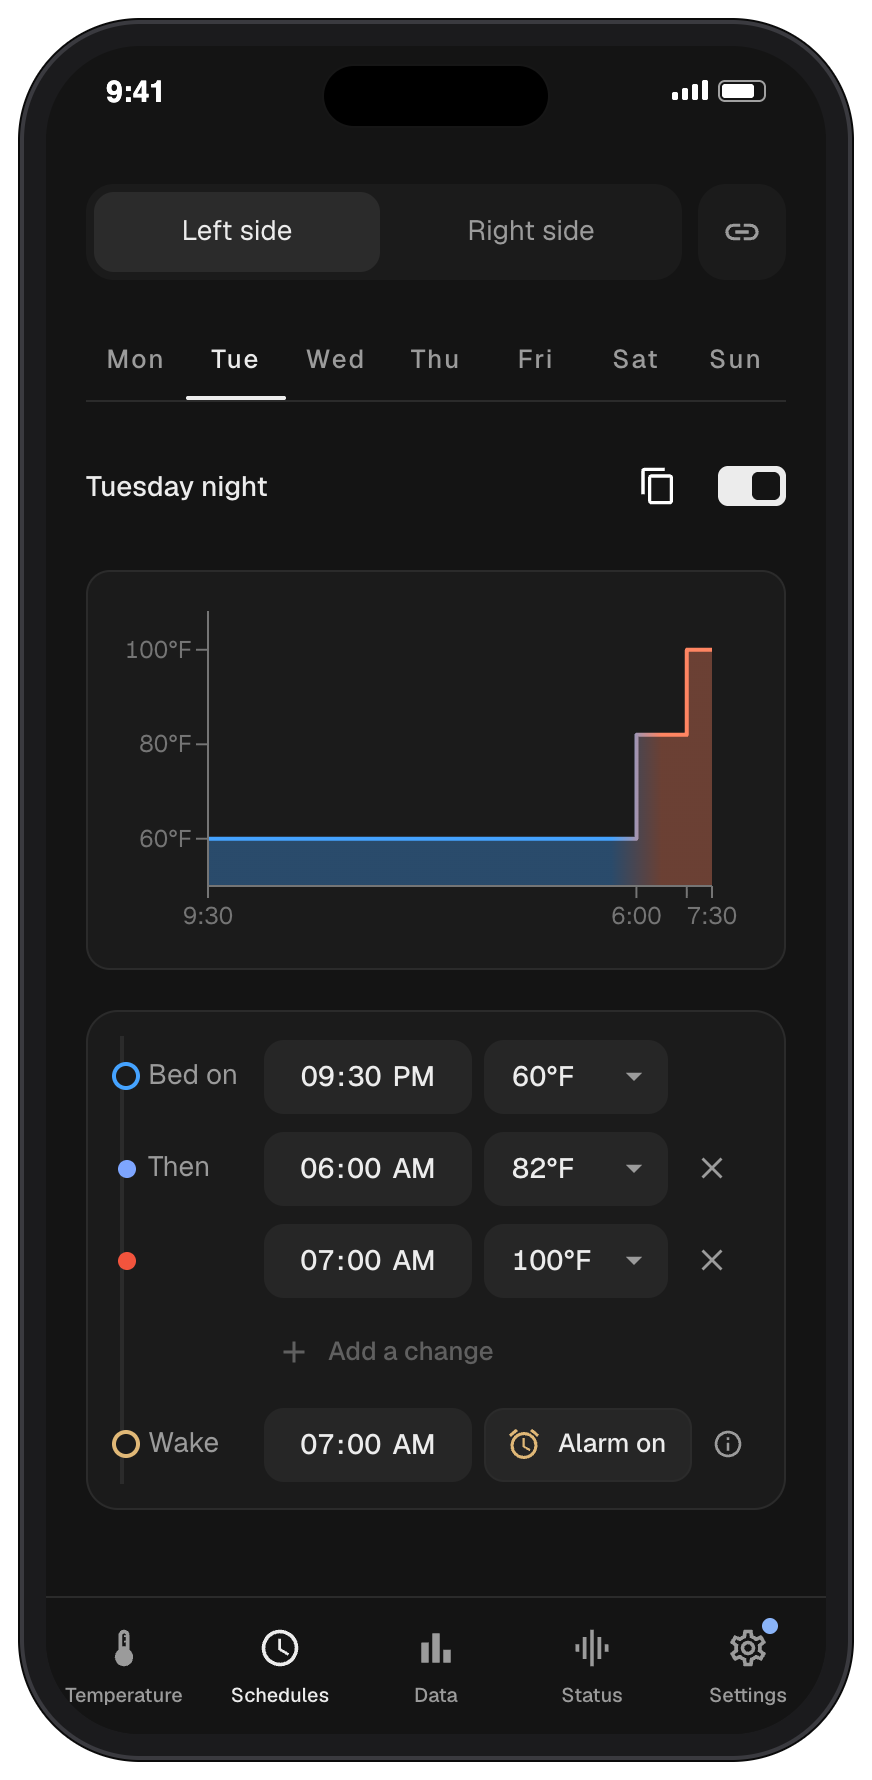 9:41
Left side Right side
Mon Tue Wed Thu Fri Sat Sun
Tuesday night
100°F
80°F
60°F
9:30 6:00 7:30
Bed on 09:30 PM 60°F
Then 06:00 AM 82°F
07:00 AM 100°F
Add a change
Wake 07:00 AM Alarm on
Temperature Schedules Data Status Settings